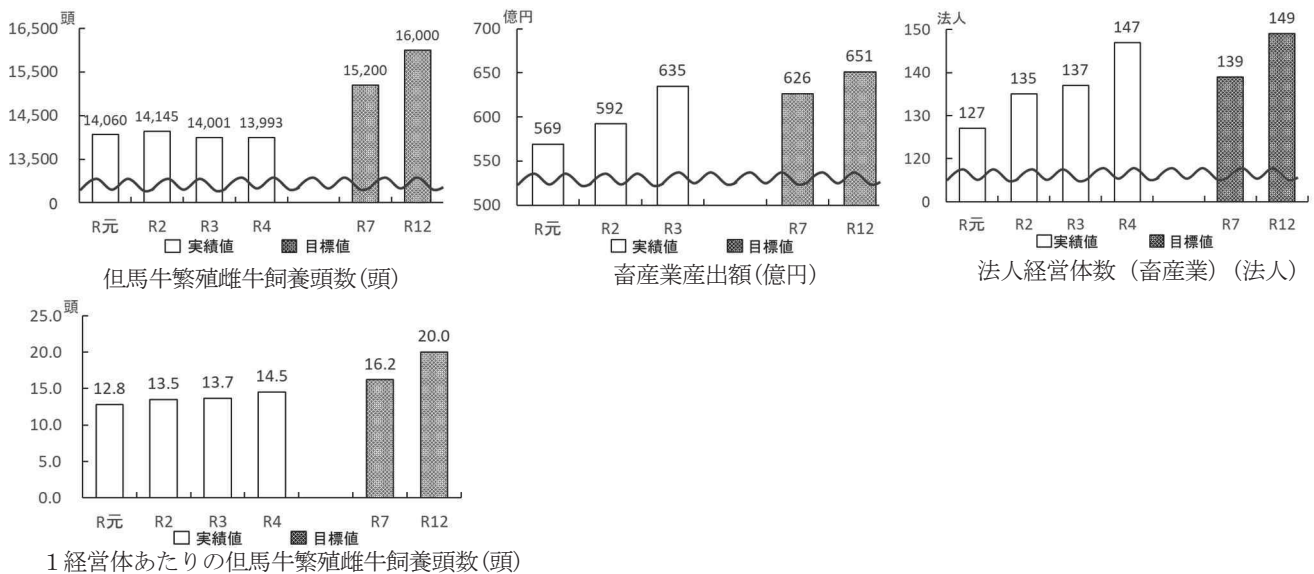 頭
16,500
15,500
14,500
13,500
0
14,060
14,145
14,001
13,993
15,200
16,000
R元 R2 R3 R4 R7 R12
実績値 目標値
但馬牛繁殖雌牛飼養頭数(頭)
億円
700
650
600
550
500
569
592
635
626
651
R元 R2 R3 R7 R12
実績値 目標値
畜産業産出額(億円)
法人
150
140
130
120
0
127
135
137
147
139
149
R元 R2 R3 R4 R7 R12
実績値 目標値
法人経営体数(畜産業)(法人)
頭
25.0
20.0
15.0
10.0
5.0
0.0
12.8
13.5
13.7
14.5
16.2
20.0
R元 R2 R3 R4 R7 R12
実績値 目標値
1経営体あたりの但馬牛繁殖雌牛飼養頭数(頭)